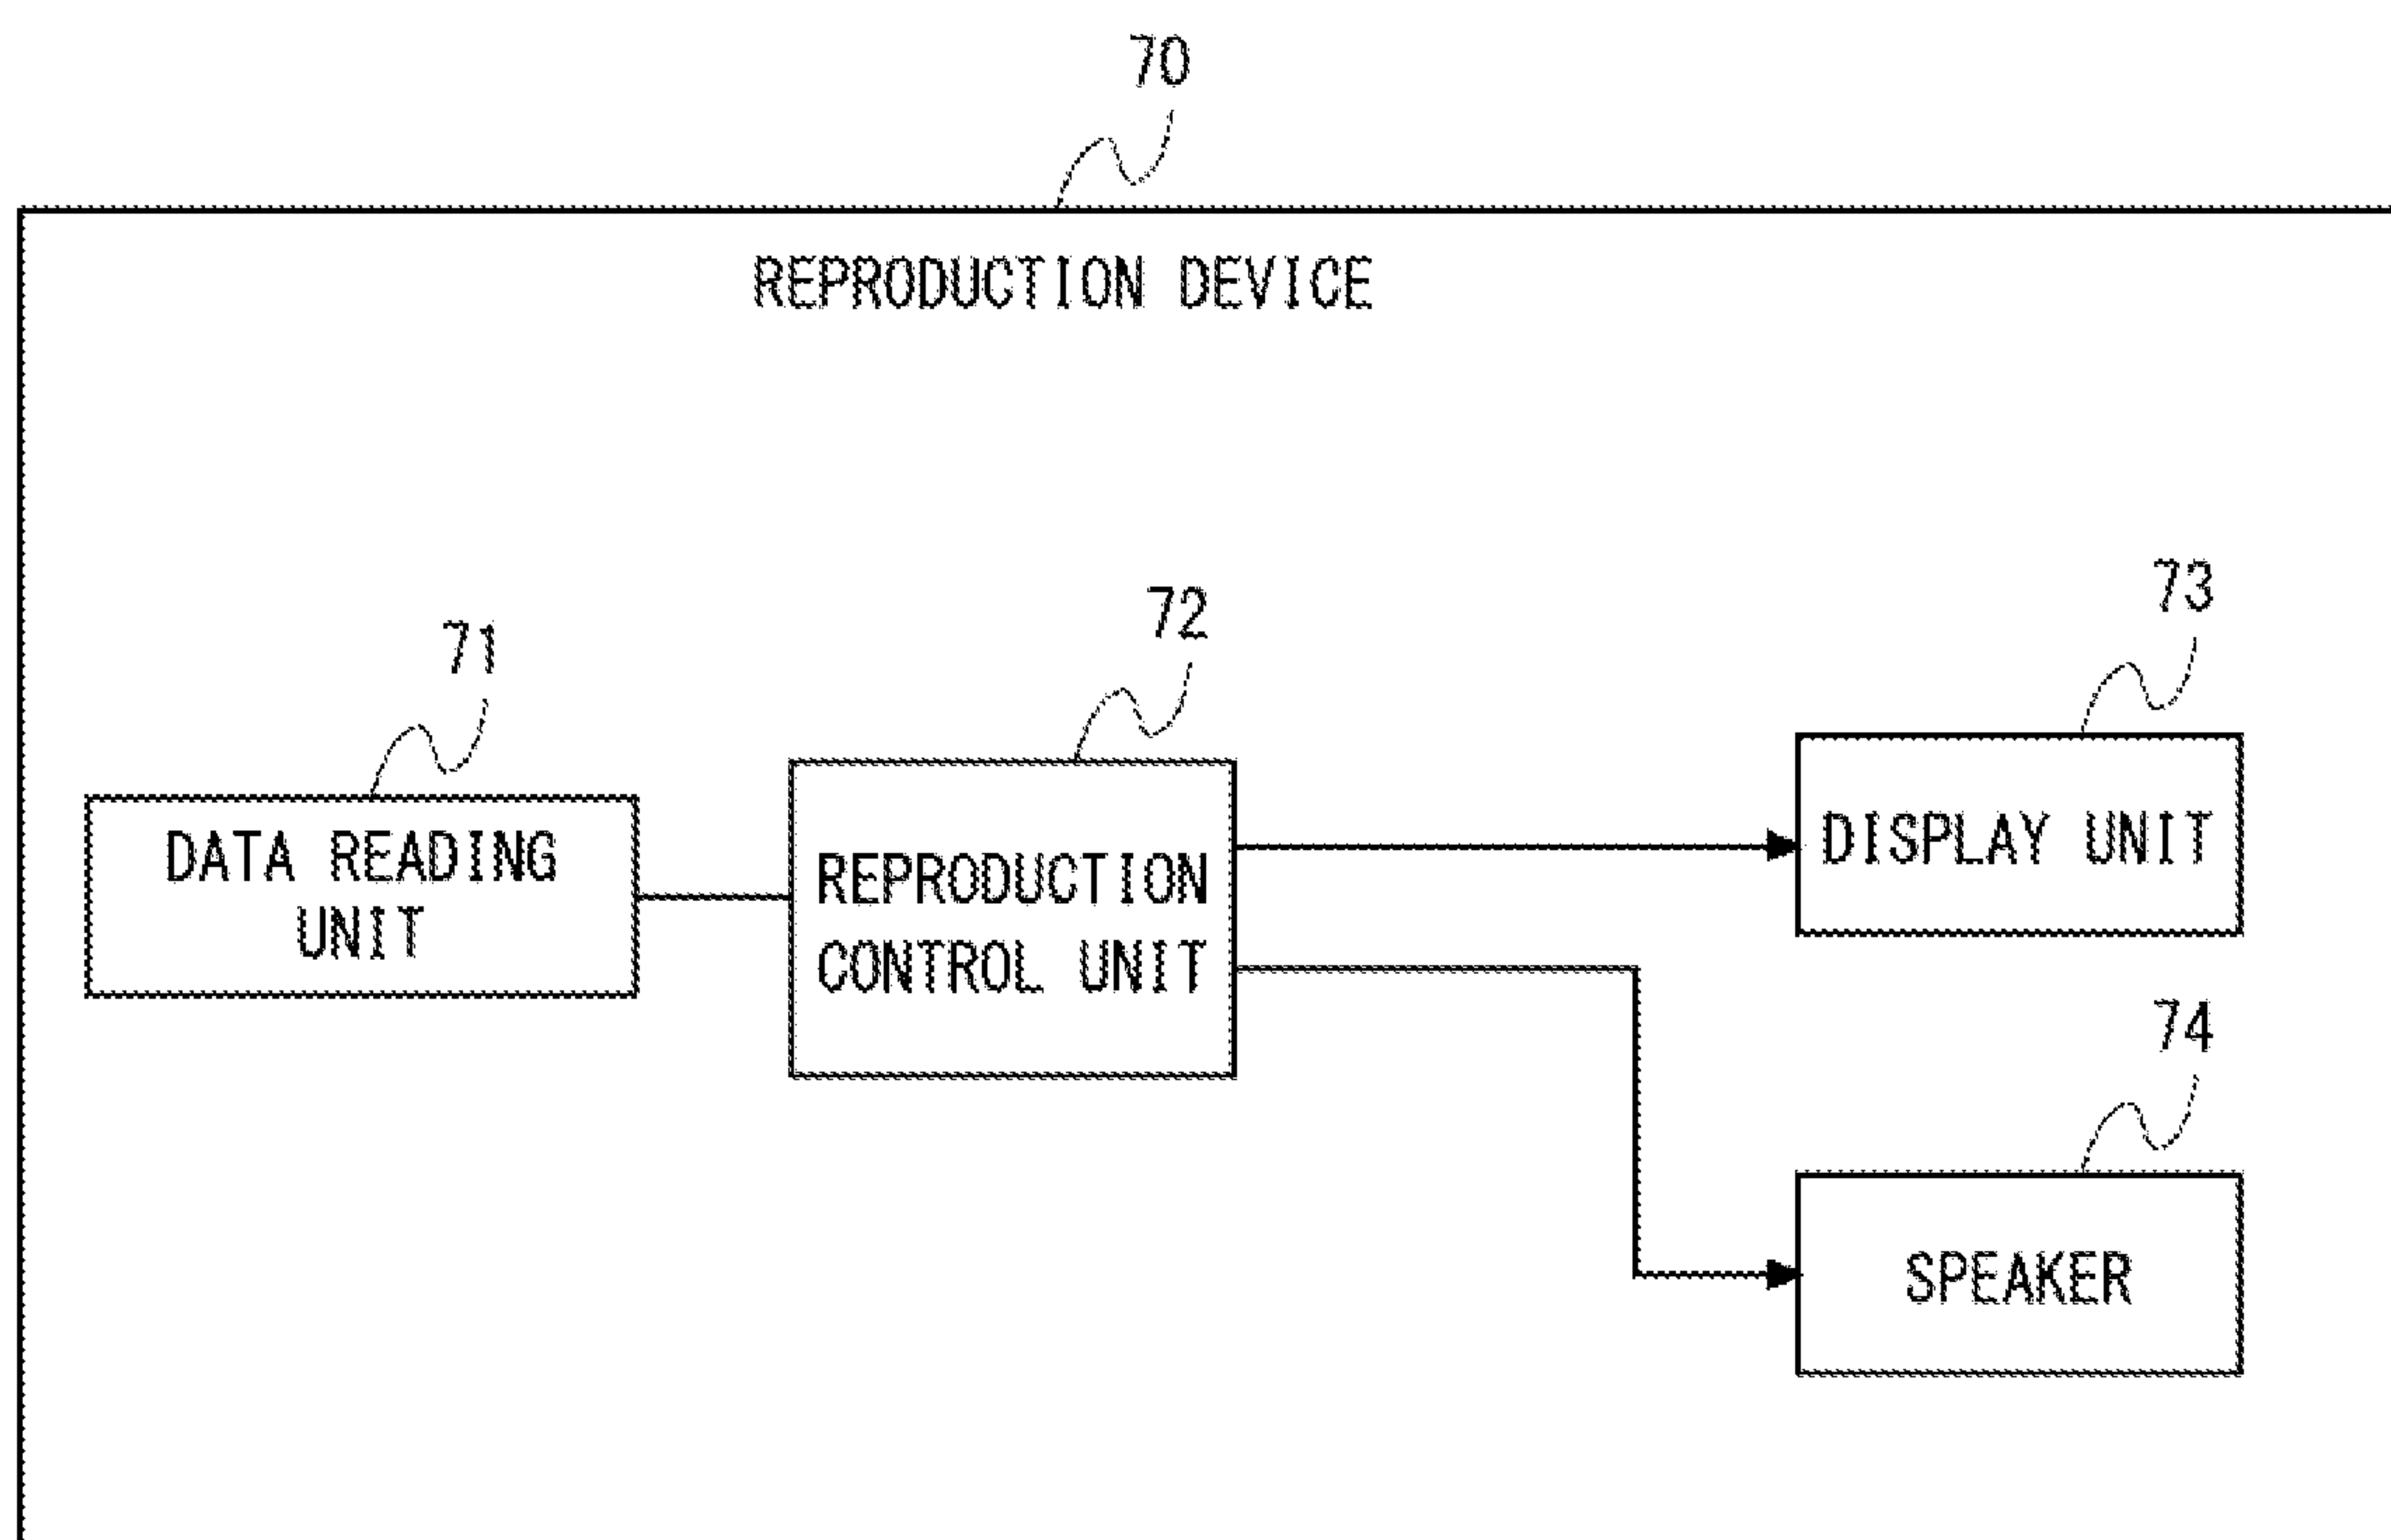 70
REPRODUCTION DEVICE
71
DATA READING
UNIT
72
REPRODUCTION
CONTROL UNIT
73
DISPLAY UNIT
74
SPEAKER